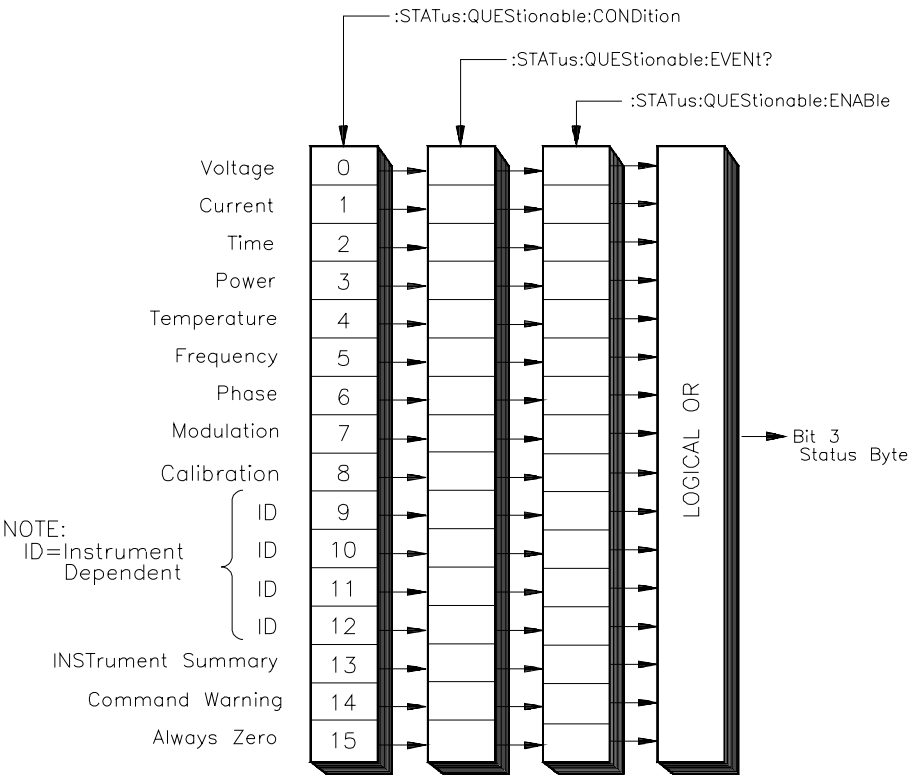 :STATus:QUEStionable:CONDition
:STATus:QUEStionable:EVENt?
:STATus:QUEStionable:ENABle
Voltage 0
Current 1
Time 2
Power 3
Temperature 4
Frequency 5
Phase 6
Modulation 7
Calibration 8
ID 9
ID 10
ID 11
ID 12
NOTE:
ID=Instrument
Dependent
INSTrument Summary 13
Command Warning 14
Always Zero 15
LOGICAL OR
Bit 3
Status Byte